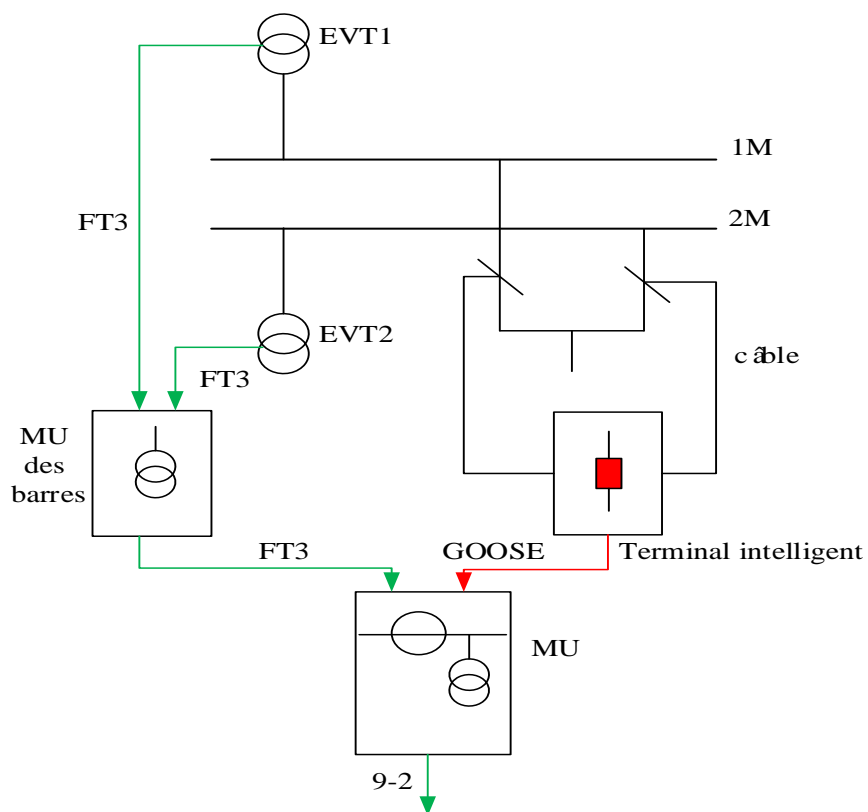 EVT1
1M
FT3
2M
EVT2
FT3
câble
MU
des
barres
FT3
GOOSE
Terminal intelligent
MU
9-2